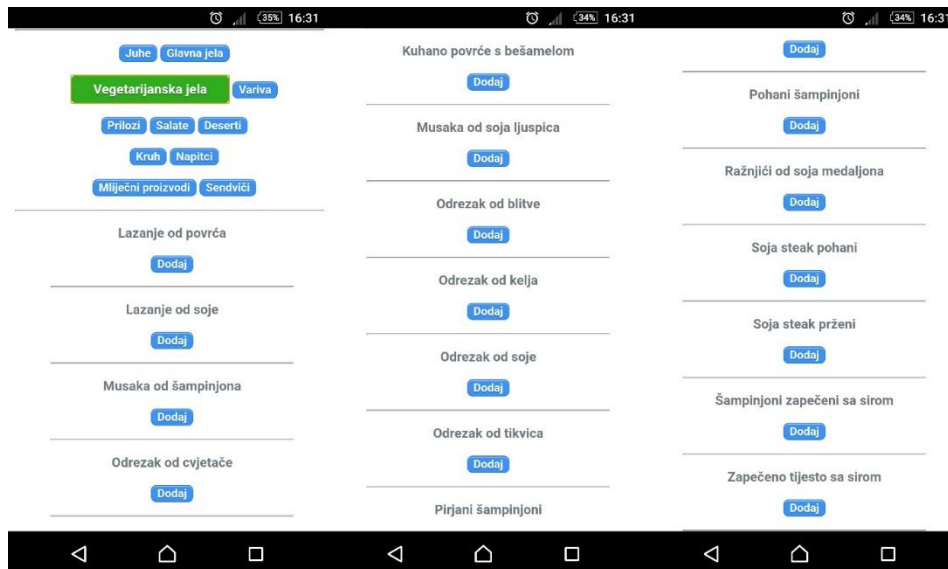 35% 16:31
Juhe Glavna jela
Vegetarijanska jela Variva
Prilozi Salate Deserti
Kruh Napitci
Mliječni proizvodi Sendviči
Lazanje od povrća
Dodaj
Lazanje od soje
Dodaj
Musaka od šampinjona
Dodaj
Odrezak od cvjetače
Dodaj
34% 16:31
Kuhano povrće s bešamelom
Dodaj
Musaka od soja ljuspica
Dodaj
Odrezak od blitve
Dodaj
Odrezak od kelja
Dodaj
Odrezak od soje
Dodaj
Odrezak od tikvica
Dodaj
Pirjani šampinjoni
34% 16:31
Dodaj
Pohani šampinjoni
Dodaj
Ražnjići od soja medaljona
Dodaj
Soja steak pohani
Dodaj
Soja steak prženi
Dodaj
Šampinjoni zapečeni sa sirom
Dodaj
Zapečeno tijesto sa sirom
Dodaj